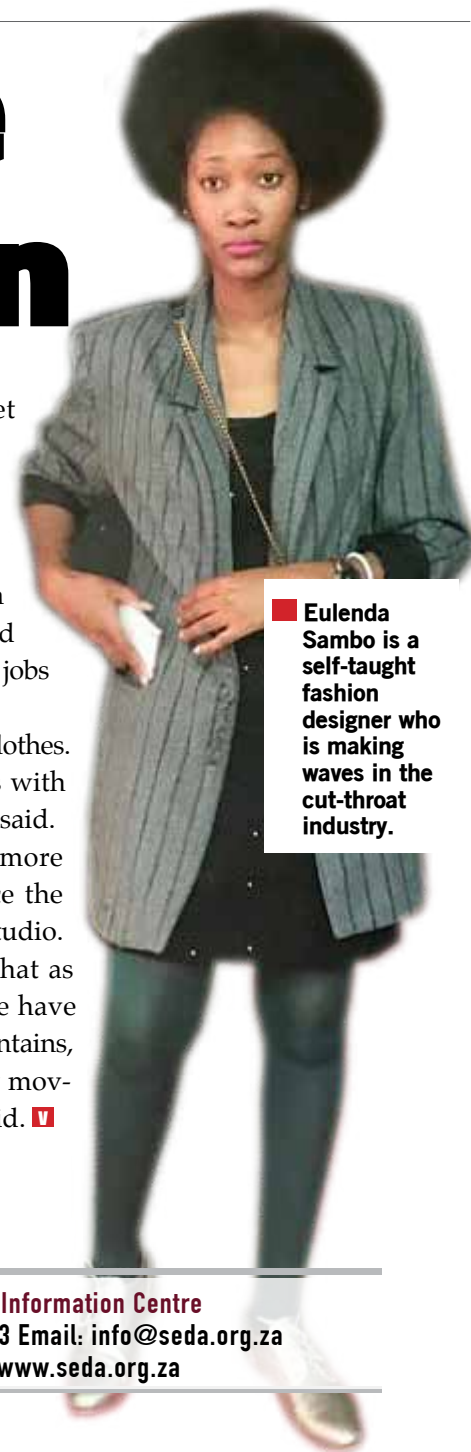 e
n
et
n
d
jobs
lothes.
with
said.
more
e the
tudio.
hat as
e have
ntains,
mov-
d. V
Eulenda
Sambo is a
self-taught
fashion
designer who
is making
waves in the
cut-throat
industry.
Information Centre
3 Email: info@seda.org.za
www.seda.org.za